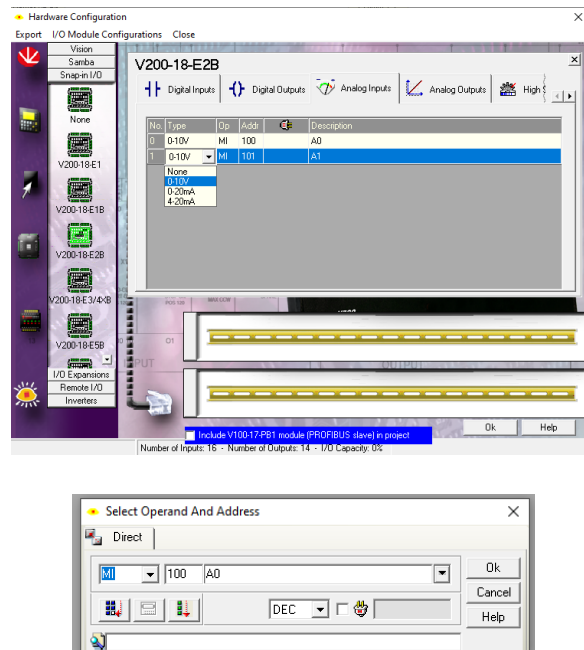 Hardware Configuration
Export I/O Module Configurations Close
Vision
Samba
Snap-in I/O
None
V200-18-E1
V200-18-E1B
V200-18-E2B
V200-18-E3/4XB
V200-18-E5B
I/O Expansions
Remote I/O
Inverters
V200-18-E2B
Digital Inputs Digital Outputs Analog Inputs Analog Outputs High
No. Type Op Addr Description
0 0-10V MI 100 A0
1 0-10V MI 101 A1
None
0-10V
0-20mA
4-20mA
O1
INPUT
OUTPUT
Include V100-17-PB1 module (PROFIBUS slave) in project
Ok Help
Number of Inputs: 16 - Number of Outputs: 14 - I/O Capacity: 0%
Select Operand And Address
Direct
MI 100 A0
Ok
Cancel
DEC
Help